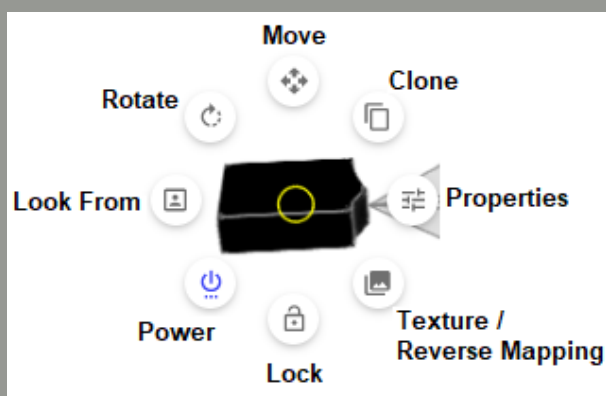 Move
Clone
Rotate
Look From
Properties
Power
Texture /
Reverse Mapping
Lock